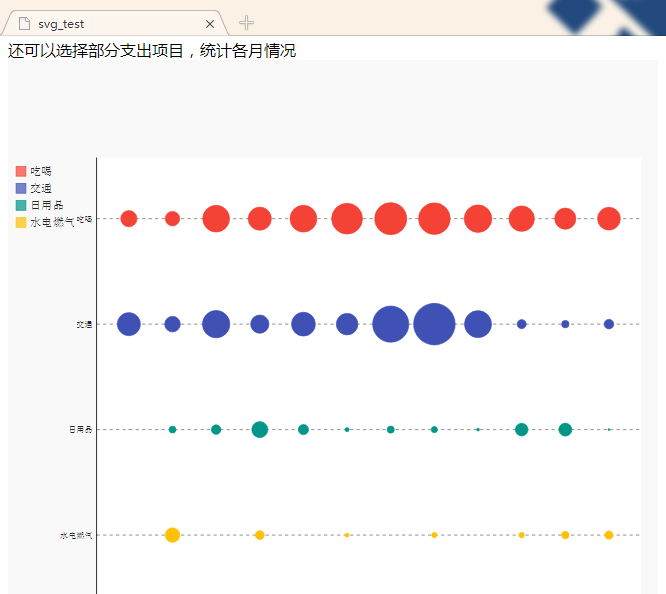 svg_test
还可以选择部分支出项目，统计各月情况
吃喝
交通
日用品
水电燃气
吃喝
交通
日用品
水电燃气